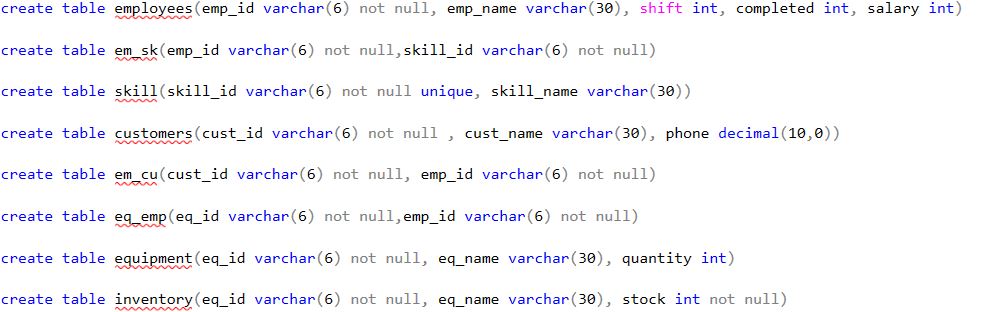 create table employees(emp_id varchar(6) not null, emp_name varchar(30), shift int, completed int, salary int)
create table em_sk(emp_id varchar(6) not null,skill_id varchar(6) not null)
create table skill(skill_id varchar(6) not null unique, skill_name varchar(30))
create table customers(cust_id varchar(6) not null , cust_name varchar(30), phone decimal(10,0))
create table em_cu(cust_id varchar(6) not null, emp_id varchar(6) not null)
create table eq_emp(eq_id varchar(6) not null,emp_id varchar(6) not null)
create table equipment(eq_id varchar(6) not null, eq_name varchar(30), quantity int)
create table inventory(eq_id varchar(6) not null, eq_name varchar(30), stock int not null)